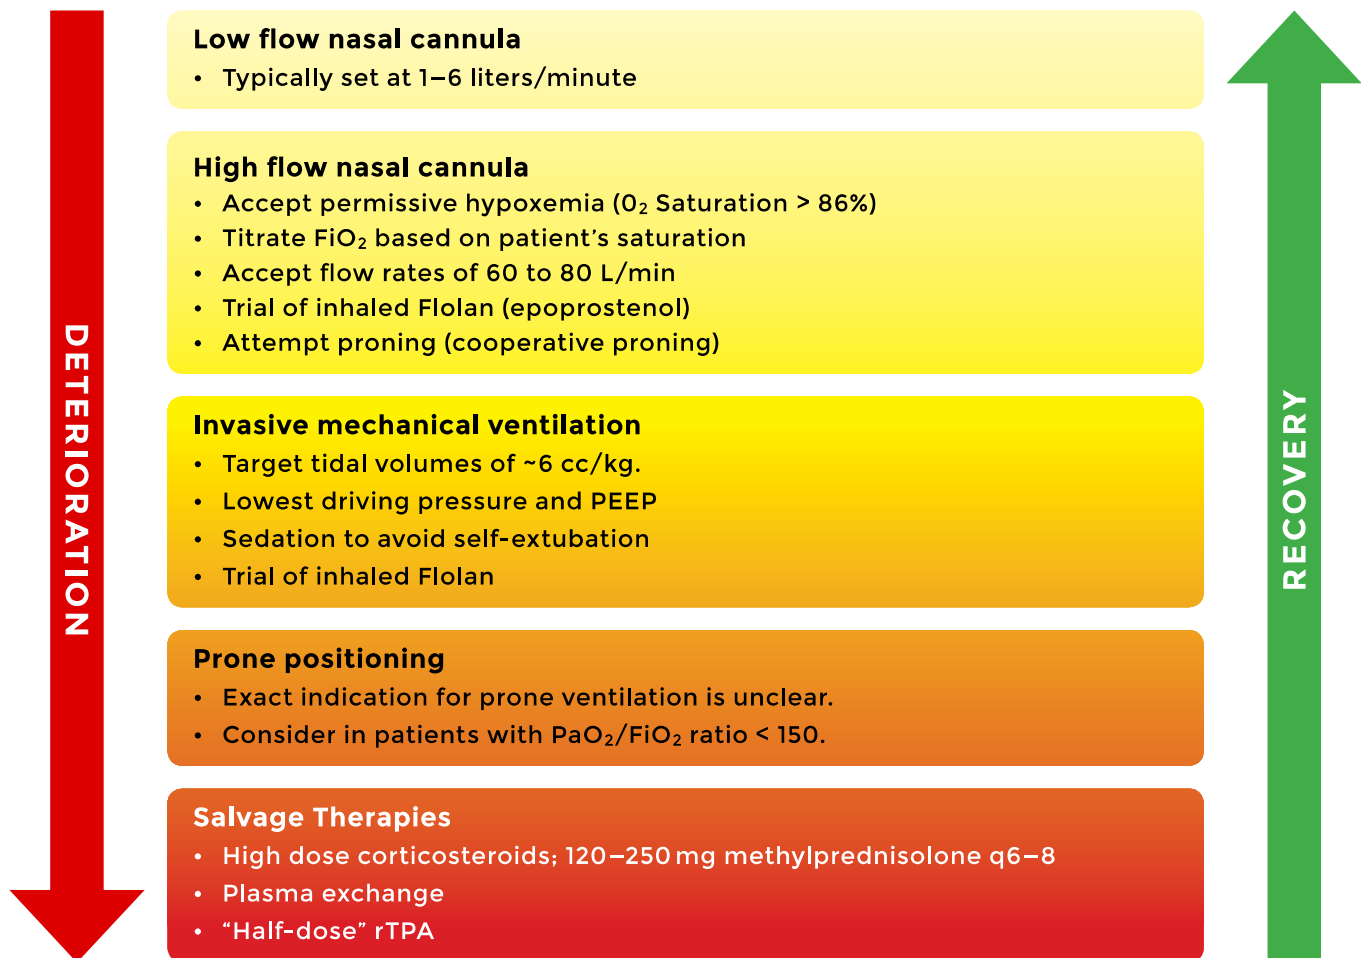 DETERIORATION
Low flow nasal cannula
• Typically set at 1–6 liters/minute
High flow nasal cannula
• Accept permissive hypoxemia (0₂ Saturation > 86%)
• Titrate FiO₂ based on patient’s saturation
• Accept flow rates of 60 to 80 L/min
• Trial of inhaled Flolan (epoprostenol)
• Attempt proning (cooperative proning)
Invasive mechanical ventilation
• Target tidal volumes of ~6 cc/kg.
• Lowest driving pressure and PEEP
• Sedation to avoid self-extubation
• Trial of inhaled Flolan
Prone positioning
• Exact indication for prone ventilation is unclear.
• Consider in patients with PaO₂/FiO₂ ratio < 150.
Salvage Therapies
• High dose corticosteroids; 120–250 mg methylprednisolone q6–8
• Plasma exchange
• “Half-dose” rTPA
RECOVERY